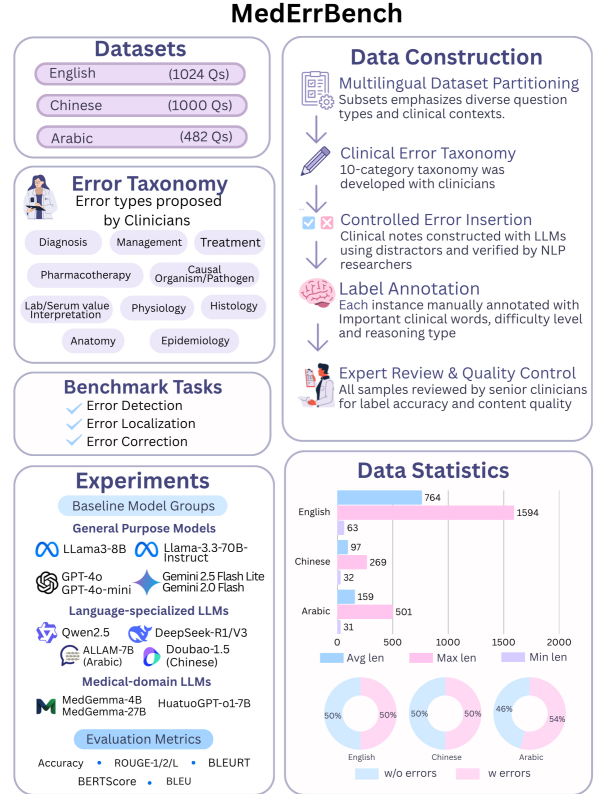 MedErrBench
Datasets
English (1024 Qs)
Chinese (1000 Qs)
Arabic (482 Qs)
Error Taxonomy
Error types proposed
by Clinicians
Diagnosis
Management
Treatment
Pharmacotherapy
Causal
Organism/Pathogen
Lab/Serum value
Interpretation
Physiology
Histology
Anatomy
Epidemiology
Benchmark Tasks
Error Detection
Error Localization
Error Correction
Experiments
Baseline Model Groups
General Purpose Models
LLama3-8B
Llama-3.3-70B-
Instruct
GPT-4o
GPT-4o-mini
Gemini 2.5 Flash Lite
Gemini 2.0 Flash
Language-specialized LLMs
Qwen2.5
DeepSeek-R1/V3
ALLAM-7B
(Arabic)
Doubao-1.5
(Chinese)
Medical-domain LLMs
MedGemma-4B
MedGemma-27B
HuatuoGPT-o1-7B
Evaluation Metrics
Accuracy • ROUGE-1/2/L • BLEURT
BERTScore • BLEU
Data Construction
Multilingual Dataset Partitioning
Subsets emphasizes diverse question
types and clinical contexts.
Clinical Error Taxonomy
10-category taxonomy was
developed with clinicians
Controlled Error Insertion
Clinical notes constructed with LLMs
using distractors and verified by NLP
researchers
Label Annotation
Each instance manually annotated with
Important clinical words, difficulty level
and reasoning type
Expert Review & Quality Control
All samples reviewed by senior clinicians
for label accuracy and content quality
Data Statistics
764
English
1594
63
97
Chinese
269
32
159
Arabic
501
31
0 500 1000 1500 2000
Avg len Max len Min len
50% 50%
English
50% 50%
Chinese
46% 54%
Arabic
w/o errors w errors